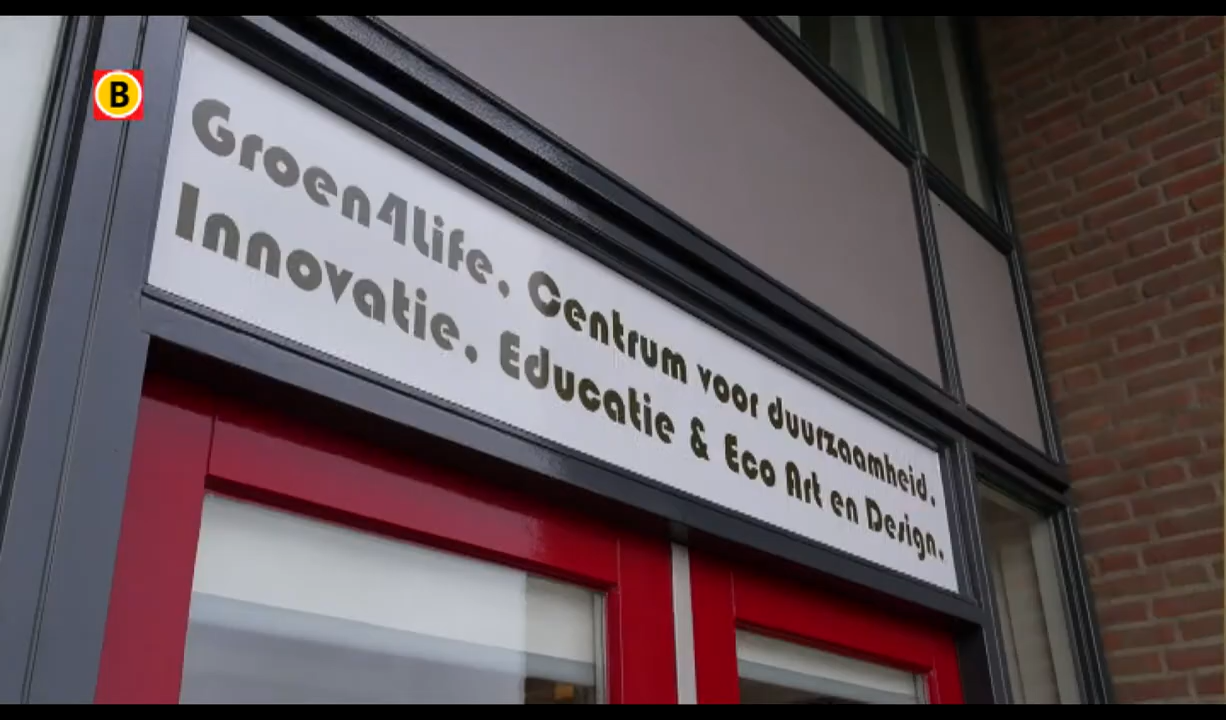 B
Groen4Life, Centrum voor duurzaamheid.
Innovatie, Educatie & Eco Art en Design.